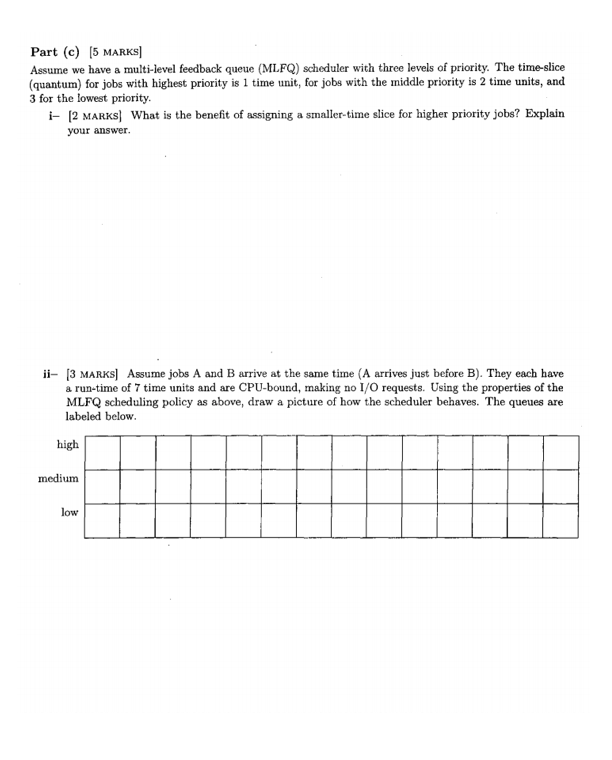 Part (c) [5 MARKS]
Assume we have a multi-level feedback queue (MLFQ) scheduler with three levels of priority. The time-slice
(quantum) for jobs with highest priority is 1 time unit, for jobs with the middle priority is 2 time units, and
3 for the lowest priority.
i– [2 MARKS] What is the benefit of assigning a smaller-time slice for higher priority jobs? Explain
your answer.
ii– [3 MARKS] Assume jobs A and B arrive at the same time (A arrives just before B). They each have
a run-time of 7 time units and are CPU-bound, making no I/O requests. Using the properties of the
MLFQ scheduling policy as above, draw a picture of how the scheduler behaves. The queues are
labeled below.
high
medium
low